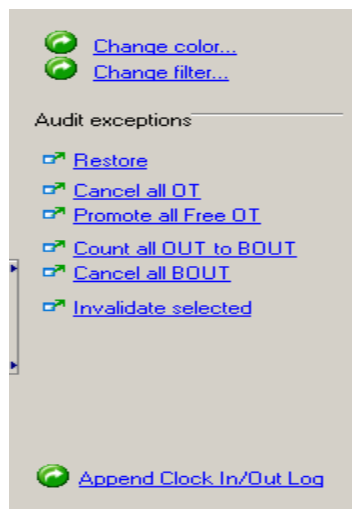 Change color...
Change filter...
Audit exceptions
Restore
Cancel all OT
Promote all Free OT
Count all OUT to BOUT
Cancel all BOUT
Invalidate selected
Append Clock In/Out Log